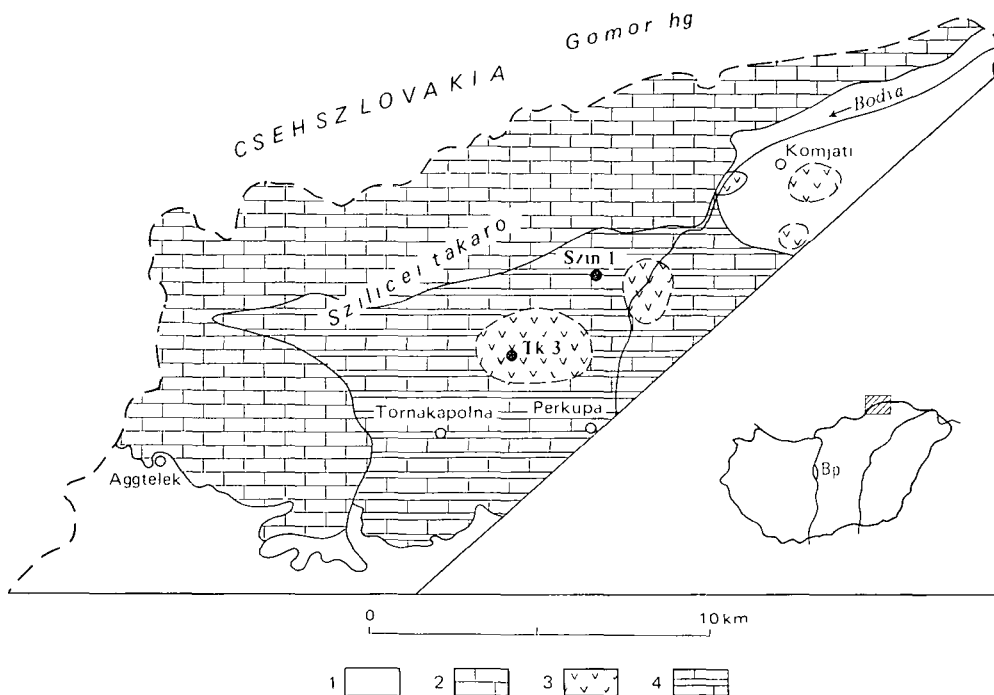 Gomor hg
CSEHSZLOVAKIA
Bodva
Komjati
Szilicei takaro
Szin 1
Tk 3
Tornakapolna
Perkupa
Aggtelek
Bp
0 10 km
1 2 3 4